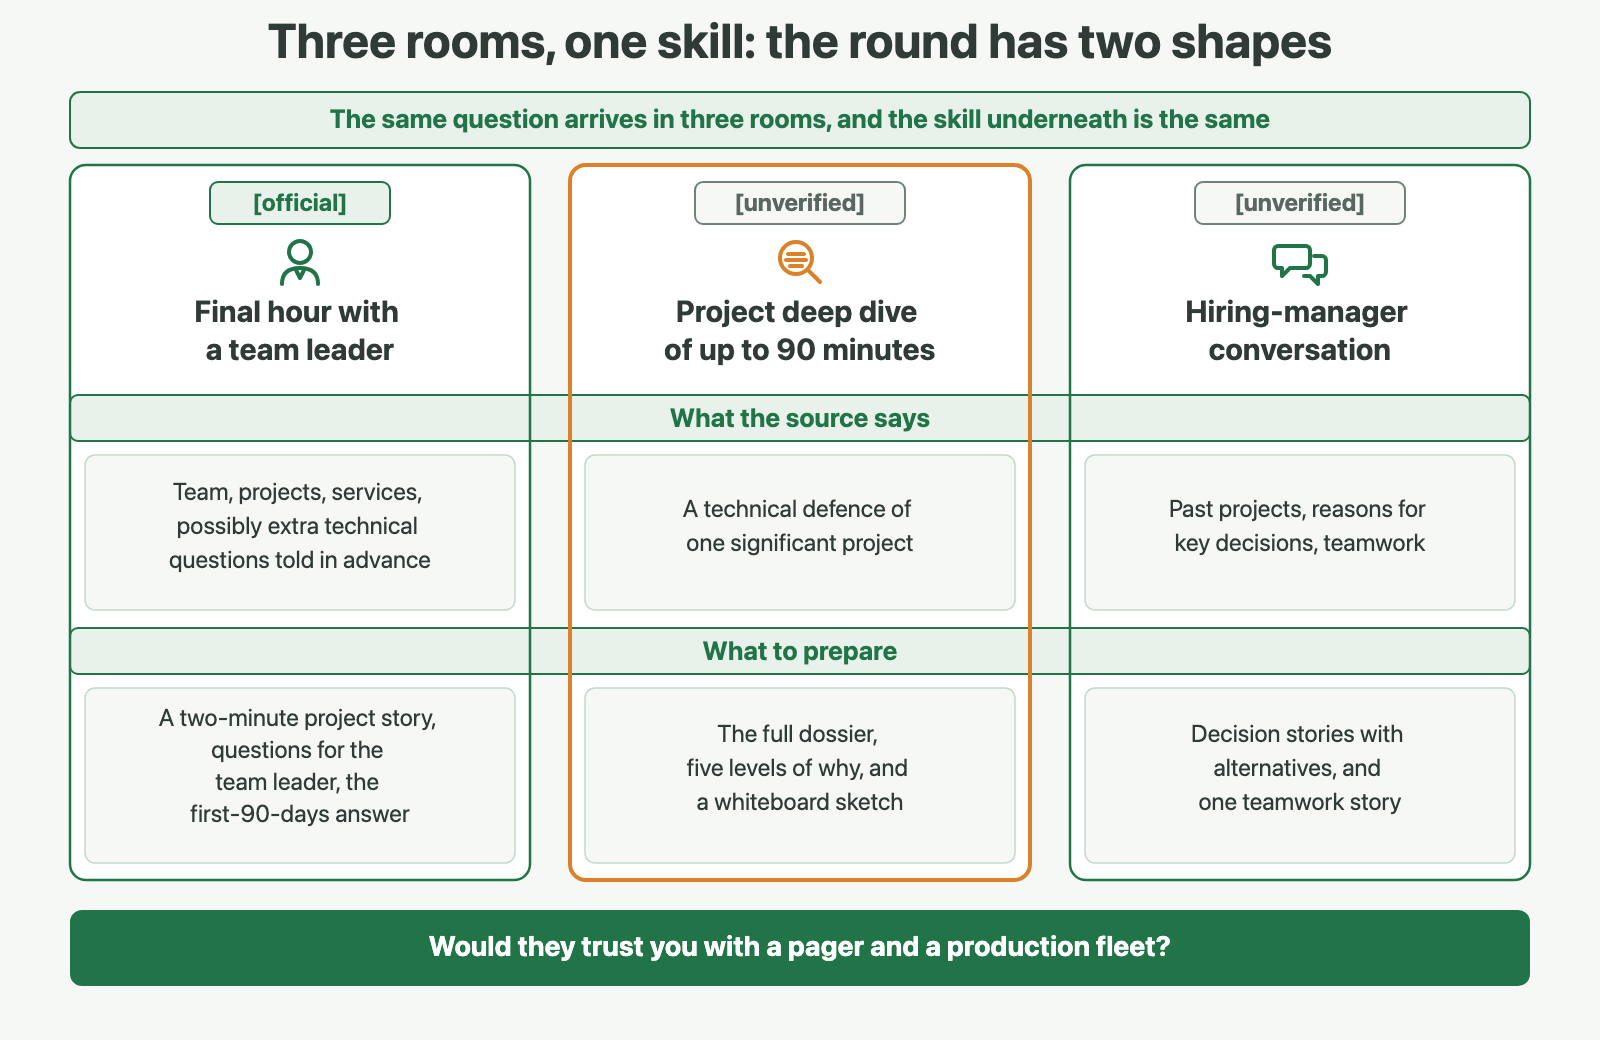 Three rooms, one skill: the round has two shapes
The same question arrives in three rooms, and the skill underneath is the same
[official]
Final hour with
a team leader
[unverified]
Project deep dive
of up to 90 minutes
[unverified]
Hiring-manager
conversation
What the source says
Team, projects, services,
possibly extra technical
questions told in advance
A technical defence of
one significant project
Past projects, reasons for
key decisions, teamwork
What to prepare
A two-minute project story,
questions for the
team leader, the
first-90-days answer
The full dossier,
five levels of why, and
a whiteboard sketch
Decision stories with
alternatives, and
one teamwork story
Would they trust you with a pager and a production fleet?